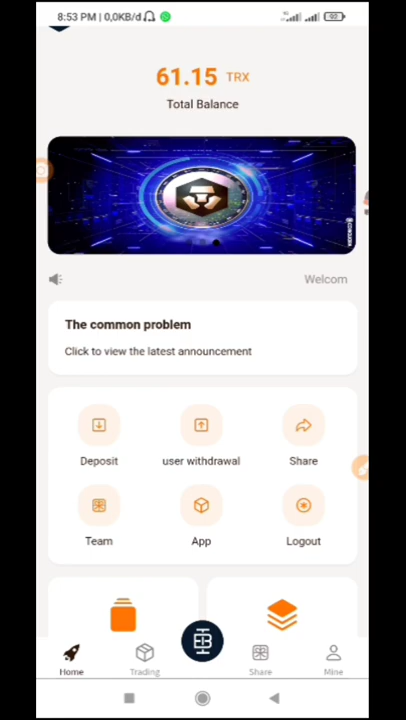 8:53 PM | 0,0KB/d
61.15 TRX
Total Balance
Welcom
The common problem
Click to view the latest announcement
Deposit
user withdrawal
Share
Team
App
Logout
Home
Trading
Share
Mine